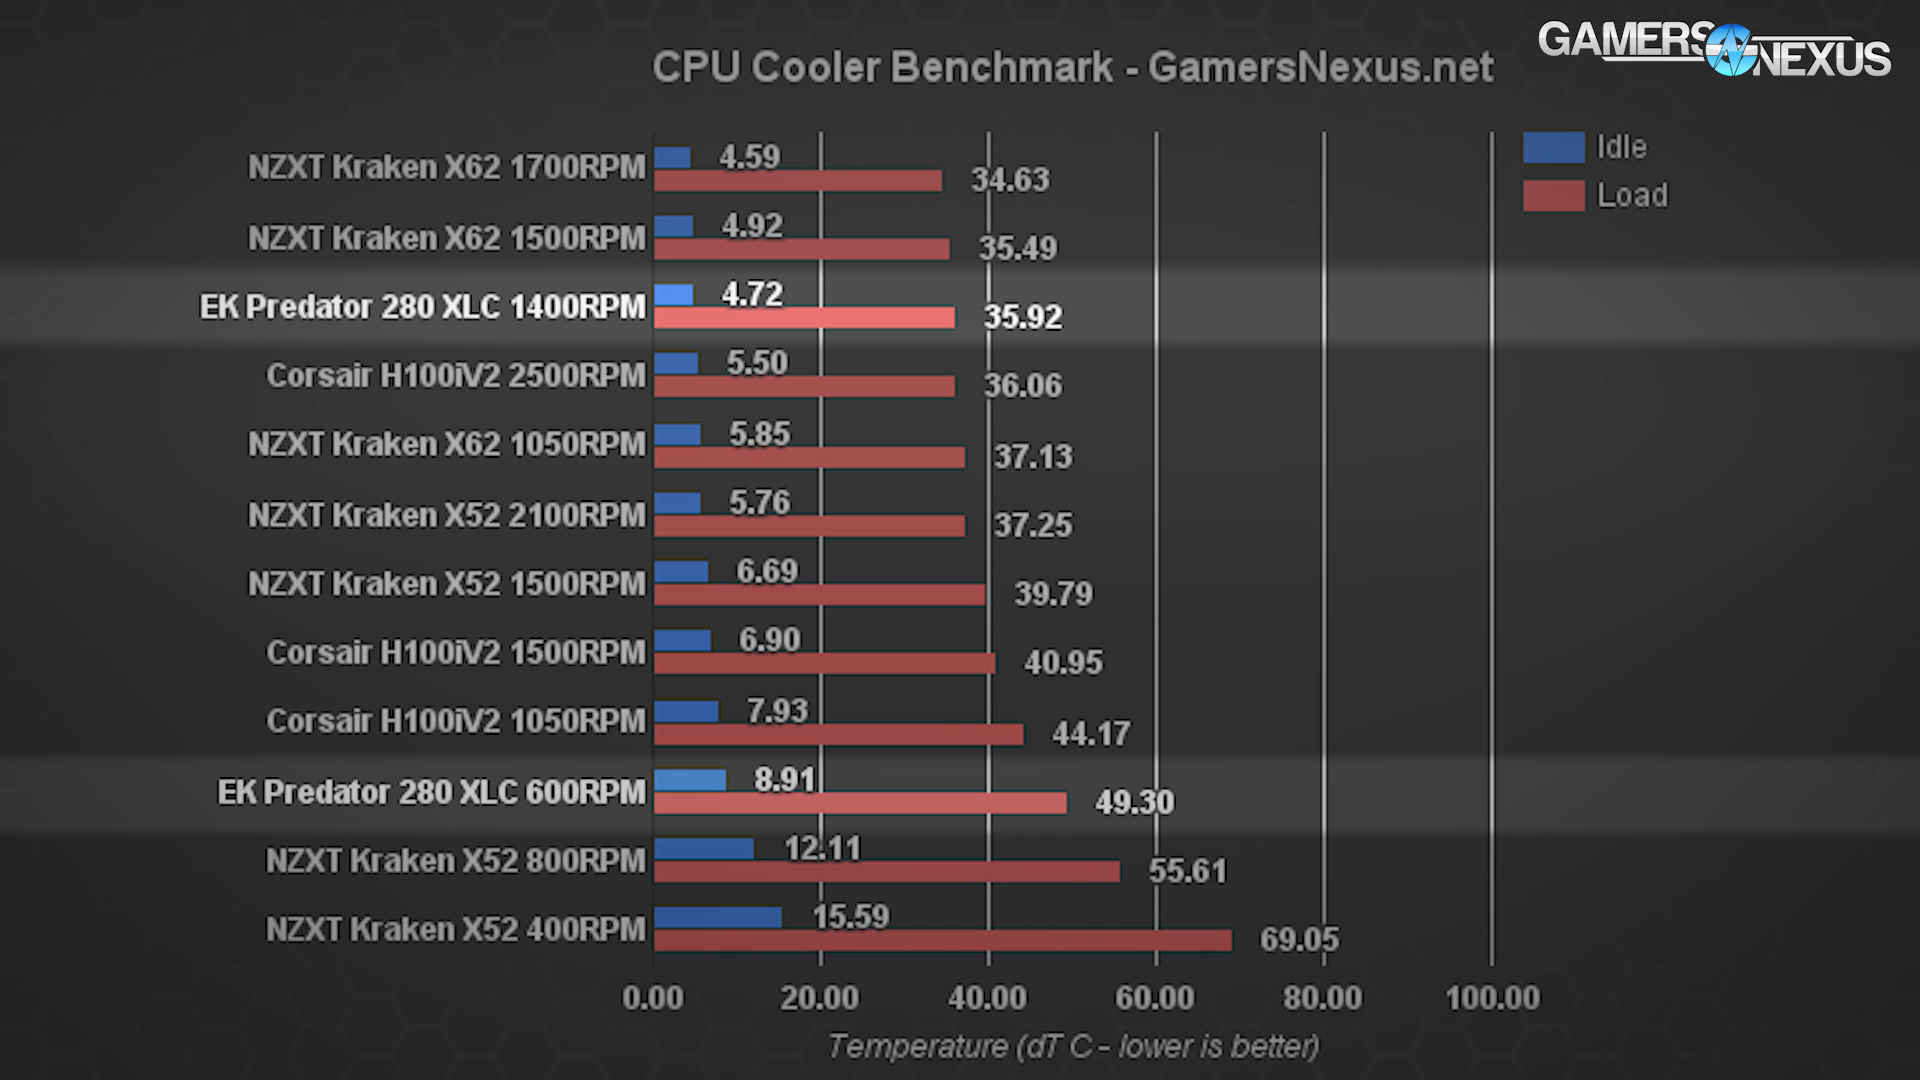 GAMERS NEXUS
CPU Cooler Benchmark - GamersNexus.net
Idle
Load
NZXT Kraken X62 1700RPM 4.59 34.63
NZXT Kraken X62 1500RPM 4.92 35.49
EK Predator 280 XLC 1400RPM 4.72 35.92
Corsair H100iV2 2500RPM 5.50 36.06
NZXT Kraken X62 1050RPM 5.85 37.13
NZXT Kraken X52 2100RPM 5.76 37.25
NZXT Kraken X52 1500RPM 6.69 39.79
Corsair H100iV2 1500RPM 6.90 40.95
Corsair H100iV2 1050RPM 7.93 44.17
EK Predator 280 XLC 600RPM 8.91 49.30
NZXT Kraken X52 800RPM 12.11 55.61
NZXT Kraken X52 400RPM 15.59 69.05
0.00 20.00 40.00 60.00 80.00 100.00
Temperature (dT C - lower is better)